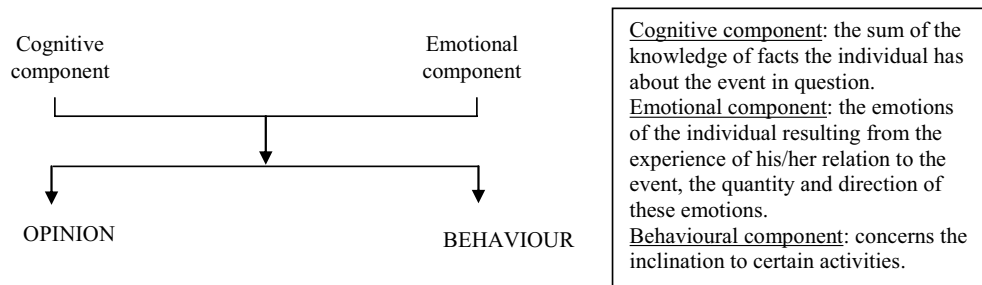 Cognitive
component
Emotional
component
OPINION
BEHAVIOUR
Cognitive component: the sum of the
knowledge of facts the individual has
about the event in question.
Emotional component: the emotions
of the individual resulting from the
experience of his/her relation to the
event, the quantity and direction of
these emotions.
Behavioural component: concerns the
inclination to certain activities.